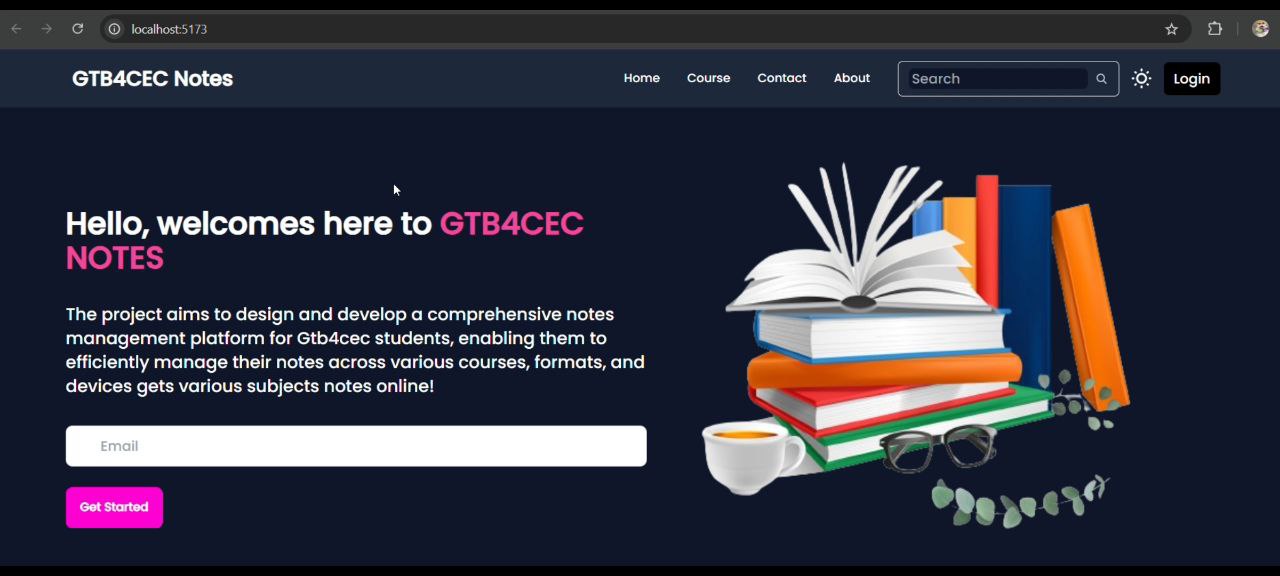 localhost:5173
GTB4CEC Notes
Home
Course
Contact
About
Search
Login
Hello, welcomes here to GTB4CEC
NOTES
The project aims to design and develop a comprehensive notes
management platform for Gtb4cec students, enabling them to
efficiently manage their notes across various courses, formats, and
devices gets various subjects notes online!
Email
Get Started